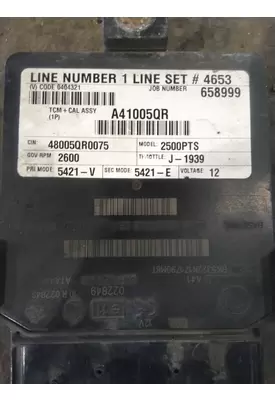 LINE NUMBER 1 LINE SET # 4653
(V) CODE 6464321
JOB NUMBER
658999
TCM + CAL ASSY
(1P)
A41005QR
CIN 48005QR0075 MODEL 2500PTS
GOV RPM 2600 THROTTLE J-1939
PRI MODE 5421-V SEC MODE 5421-E VOLTAGE 12